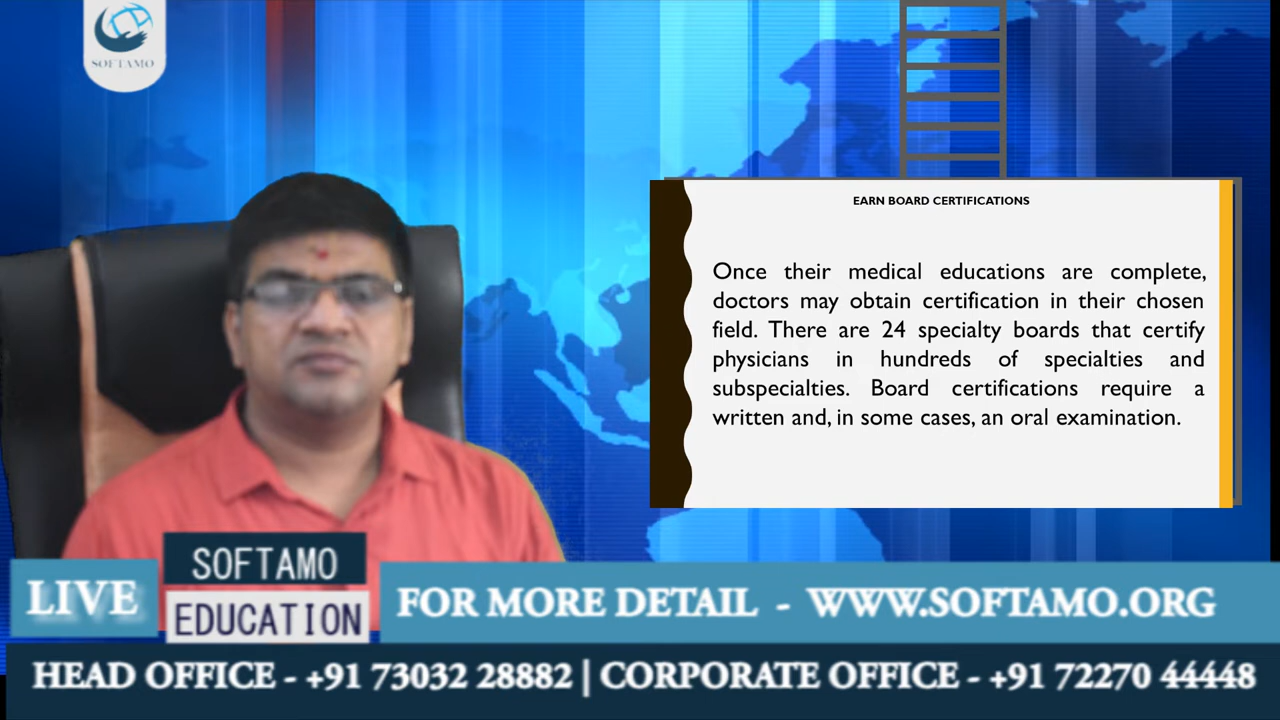 SOFTAMO
EARN BOARD CERTIFICATIONS
Once their medical educations are complete,
doctors may obtain certification in their chosen
field. There are 24 specialty boards that certify
physicians in hundreds of specialties and
subspecialties. Board certifications require a
written and, in some cases, an oral examination.
LIVE
SOFTAMO
EDUCATION
FOR MORE DETAIL - WWW.SOFTAMO.ORG
HEAD OFFICE - +91 73032 28882 | CORPORATE OFFICE - +91 72270 44448